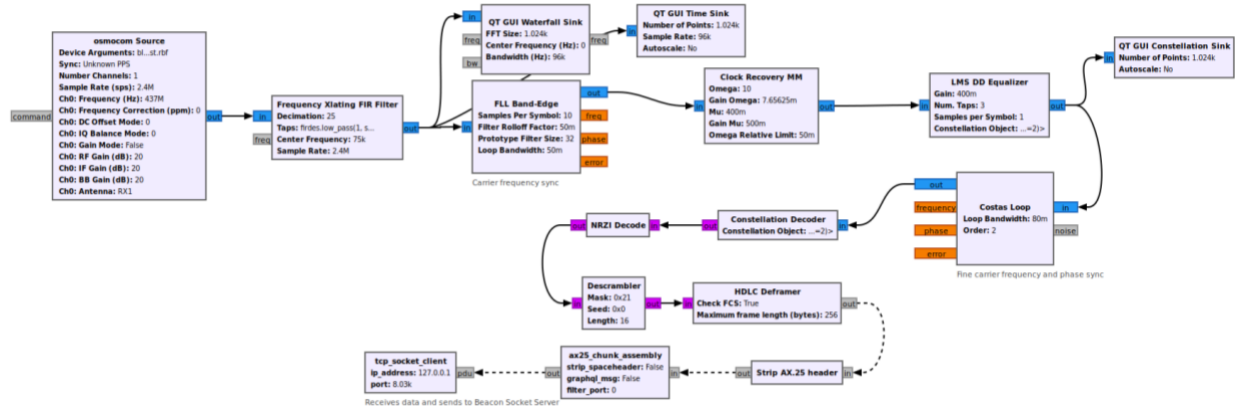 osmocom Source
Device Arguments: bl...st.rbf
Sync: Unknown PPS
Number Channels: 1
Sample Rate (sps): 2.4M
Ch0: Frequency (Hz): 437M
Ch0: Frequency Correction (ppm): 0
Ch0: DC Offset Mode: 0
Ch0: IQ Balance Mode: 0
Ch0: Gain Mode: False
Ch0: RF Gain (dB): 20
Ch0: IF Gain (dB): 20
Ch0: BB Gain (dB): 20
Ch0: Antenna: RX1
command
out
Frequency Xlating FIR Filter
Decimation: 25
Taps: firdes.low_pass(1, s...
Center Frequency: 75k
Sample Rate: 2.4M
in
freq
out
QT GUI Waterfall Sink
FFT Size: 1.024k
Center Frequency (Hz): 0
Bandwidth (Hz): 96k
in
freq
bw
freq
QT GUI Time Sink
Number of Points: 1.024k
Sample Rate: 96k
Autoscale: No
in
FLL Band-Edge
Samples Per Symbol: 10
Filter Rolloff Factor: 50m
Prototype Filter Size: 32
Loop Bandwidth: 50m
in
out
freq
phase
error
Carrier frequency sync
Clock Recovery MM
Omega: 10
Gain Omega: 7.65625m
Mu: 400m
Gain Mu: 500m
Omega Relative Limit: 50m
in
out
LMS DD Equalizer
Gain: 400m
Num. Taps: 3
Samples per Symbol: 1
Constellation Object: ...=2)>
in
out
QT GUI Constellation Sink
Number of Points: 1.024k
Autoscale: No
in
Costas Loop
Loop Bandwidth: 80m
Order: 2
out
frequency
phase
error
in
noise
Fine carrier frequency and phase sync
Constellation Decoder
Constellation Object: ...=2)>
out
in
NRZI Decode
out
in
Descrambler
Mask: 0x21
Seed: 0x0
Length: 16
in
out
HDLC Deframer
Check FCS: True
Maximum frame length (bytes): 256
in
out
Strip AX.25 header
out
in
ax25_chunk_assembly
strip_spaceheader: False
graphql_msg: False
filter_port: 0
out
in
tcp_socket_client
ip_address: 127.0.0.1
port: 8.03k
pdu
Receives data and sends to Beacon Socket Server